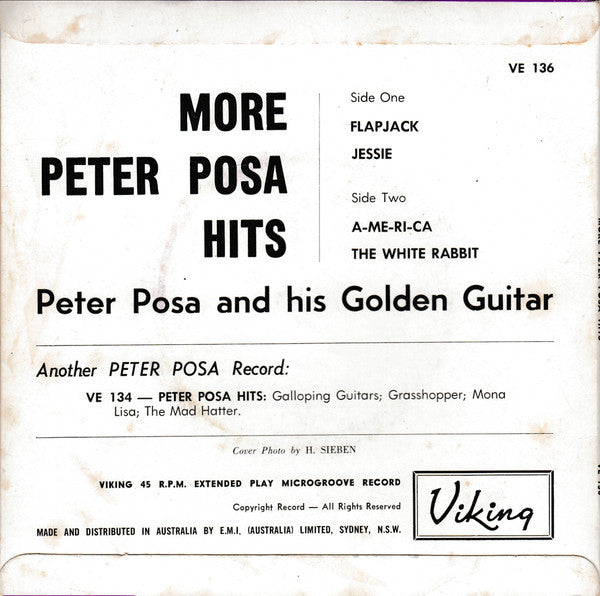 VE 136
MORE
PETER POSA
HITS
Side One
FLAPJACK
JESSIE
Side Two
A-ME-RI-CA
THE WHITE RABBIT
Peter Posa and his Golden Guitar
Another PETER POSA Record:
VE 134 — PETER POSA HITS: Galloping Guitars; Grasshopper; Mona
Lisa; The Mad Hatter.
Cover Photo by H. SIEBEN
VIKING 45 R.P.M. EXTENDED PLAY MICROGROOVE RECORD
Copyright Record — All Rights Reserved
MADE AND DISTRIBUTED IN AUSTRALIA BY E.M.I. (AUSTRALIA) LIMITED, SYDNEY, N.S.W.
Viking